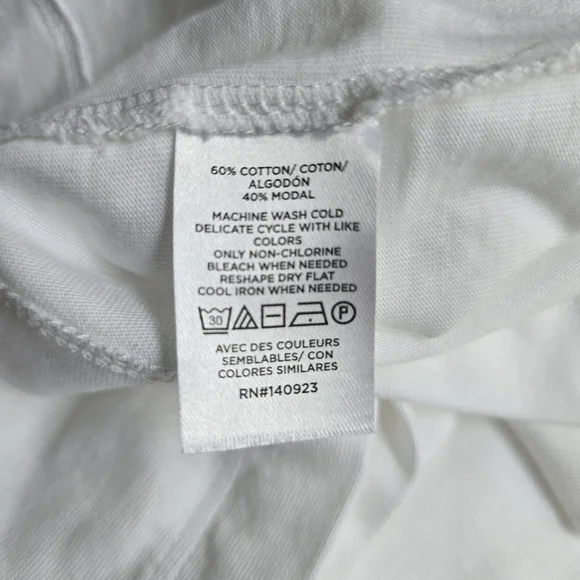 60% COTTON/ COTON/
ALGODÓN
40% MODAL
MACHINE WASH COLD
DELICATE CYCLE WITH LIKE
COLORS
ONLY NON-CHLORINE
BLEACH WHEN NEEDED
RESHAPE DRY FLAT
COOL IRON WHEN NEEDED
30 P
AVEC DES COULEURS
SEMBLABLES/ CON
COLORES SIMILARES
RN#140923